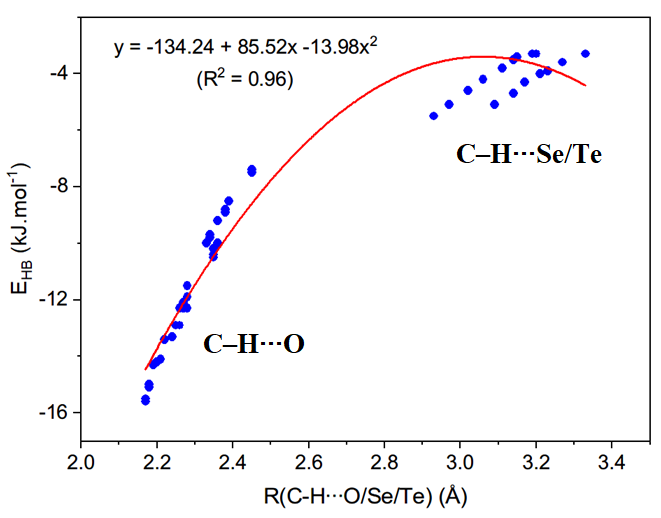 y = -134.24 + 85.52x -13.98x²
(R² = 0.96)
C–H···Se/Te
C–H···O
-4
-8
-12
-16
E_HB (kJ.mol⁻¹)
2.0 2.2 2.4 2.6 2.8 3.0 3.2 3.4
R(C-H···O/Se/Te) (Å)